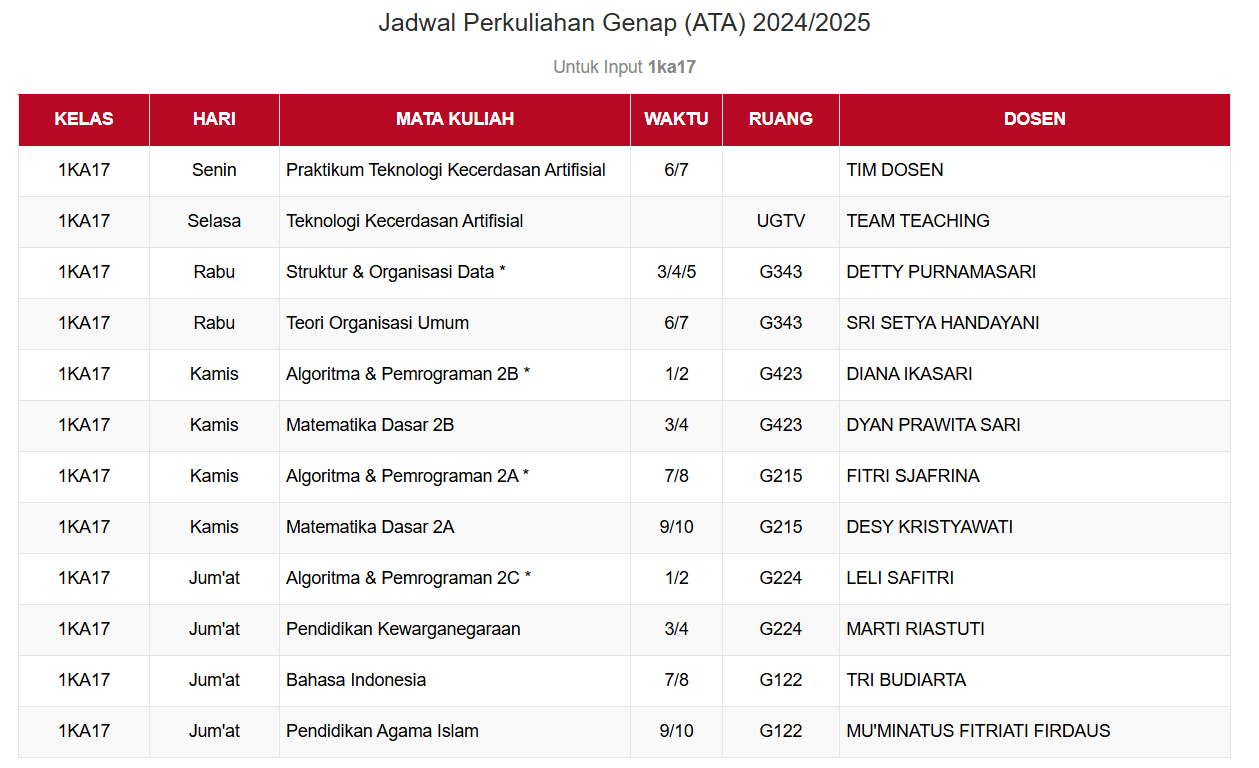 Jadwal Perkuliahan Genap (ATA) 2024/2025
Untuk Input 1ka17
KELAS HARI MATA KULIAH WAKTU RUANG DOSEN
1KA17 Senin Praktikum Teknologi Kecerdasan Artifisial 6/7 TIM DOSEN
1KA17 Selasa Teknologi Kecerdasan Artifisial UGTV TEAM TEACHING
1KA17 Rabu Struktur & Organisasi Data * 3/4/5 G343 DETTY PURNAMASARI
1KA17 Rabu Teori Organisasi Umum 6/7 G343 SRI SETYA HANDAYANI
1KA17 Kamis Algoritma & Pemrograman 2B * 1/2 G423 DIANA IKASARI
1KA17 Kamis Matematika Dasar 2B 3/4 G423 DYAN PRAWITA SARI
1KA17 Kamis Algoritma & Pemrograman 2A * 7/8 G215 FITRI SJAFRINA
1KA17 Kamis Matematika Dasar 2A 9/10 G215 DESY KRISTYAWATI
1KA17 Jum'at Algoritma & Pemrograman 2C * 1/2 G224 LELI SAFITRI
1KA17 Jum'at Pendidikan Kewarganegaraan 3/4 G224 MARTI RIASTUTI
1KA17 Jum'at Bahasa Indonesia 7/8 G122 TRI BUDIARTA
1KA17 Jum'at Pendidikan Agama Islam 9/10 G122 MU'MINATUS FITRIATI FIRDAUS